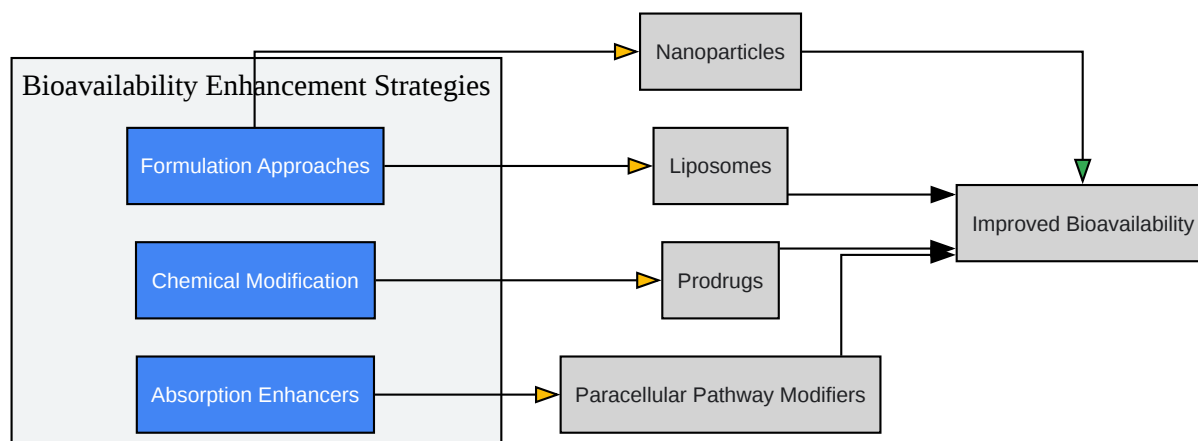 Nanoparticles
Bioavailability Enhancement Strategies
Formulation Approaches
Liposomes
Improved Bioavailability
Chemical Modification
Prodrugs
Absorption Enhancers
Paracellular Pathway Modifiers